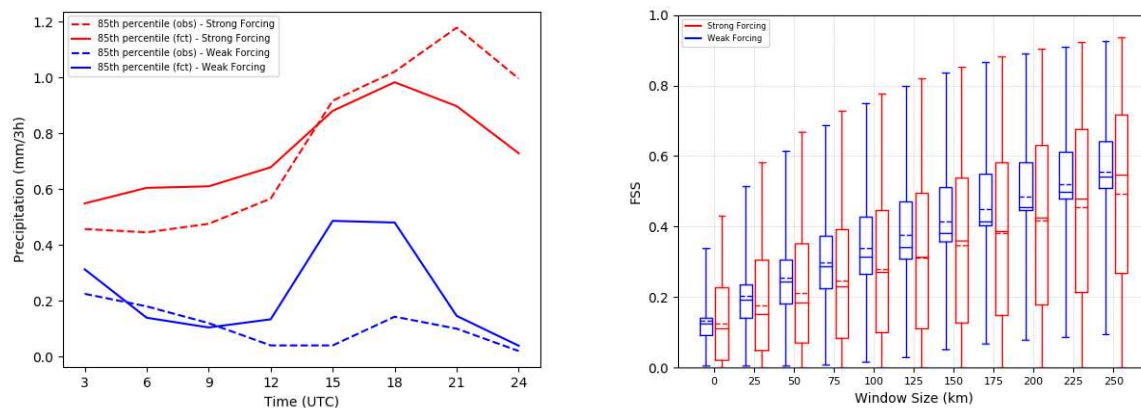 85th percentile (obs) - Strong Forcing
85th percentile (fct) - Strong Forcing
85th percentile (obs) - Weak Forcing
85th percentile (fct) - Weak Forcing
1.2
1.0
0.8
0.6
0.4
0.2
0.0
Precipitation (mm/3h)
3 6 9 12 15 18 21 24
Time (UTC)
Strong Forcing
Weak Forcing
1.0
0.8
0.6
0.4
0.2
0.0
FSS
0 25 50 75 100 125 150 175 200 225 250
Window Size (km)